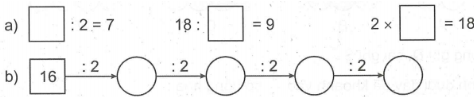 a) : 2 = 7 18 : = 9 2 × = 18
b) 16 : 2 : 2 : 2 : 2